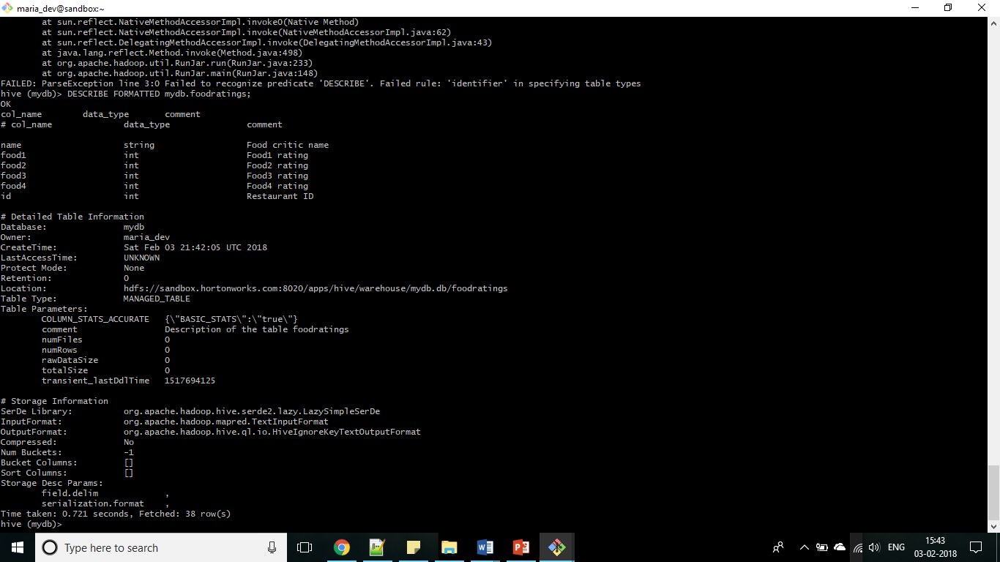 maria_dev@sandbox:~
at sun.reflect.NativeMethodAccessorImpl.invoke0(Native Method)
at sun.reflect.NativeMethodAccessorImpl.invoke(NativeMethodAccessorImpl.java:62)
at sun.reflect.DelegatingMethodAccessorImpl.invoke(DelegatingMethodAccessorImpl.java:43)
at java.lang.reflect.Method.invoke(Method.java:498)
at org.apache.hadoop.util.RunJar.run(RunJar.java:233)
at org.apache.hadoop.util.RunJar.main(RunJar.java:148)
FAILED: ParseException line 3:0 Failed to recognize predicate 'DESCRIBE'. Failed rule: 'identifier' in specifying table types
hive (mydb)> DESCRIBE FORMATTED mydb.foodratings;
OK
col_name data_type comment
# col_name data_type comment
name string Food critic name
food1 int Food1 rating
food2 int Food2 rating
food3 int Food3 rating
food4 int Food4 rating
id int Restaurant ID
# Detailed Table Information
Database: mydb
Owner: maria_dev
CreateTime: Sat Feb 03 21:42:05 UTC 2018
LastAccessTime: UNKNOWN
Protect Mode: None
Retention: 0
Location: hdfs://sandbox.hortonworks.com:8020/apps/hive/warehouse/mydb.db/foodratings
Table Type: MANAGED_TABLE
Table Parameters:
COLUMN_STATS_ACCURATE {\"BASIC_STATS\":\"true\"}
comment Description of the table foodratings
numFiles 0
numRows 0
rawDataSize 0
totalSize 0
transient_lastDdlTime 1517694125
# Storage Information
SerDe Library: org.apache.hadoop.hive.serde2.lazy.LazySimpleSerDe
InputFormat: org.apache.hadoop.mapred.TextInputFormat
OutputFormat: org.apache.hadoop.hive.ql.io.HiveIgnoreKeyTextOutputFormat
Compressed: No
Num Buckets: -1
Bucket Columns: []
Sort Columns: []
Storage Desc Params:
field.delim ,
serialization.format ,
Time taken: 0.721 seconds, Fetched: 38 row(s)
hive (mydb)>
Type here to search
ENG
15:43
03-02-2018